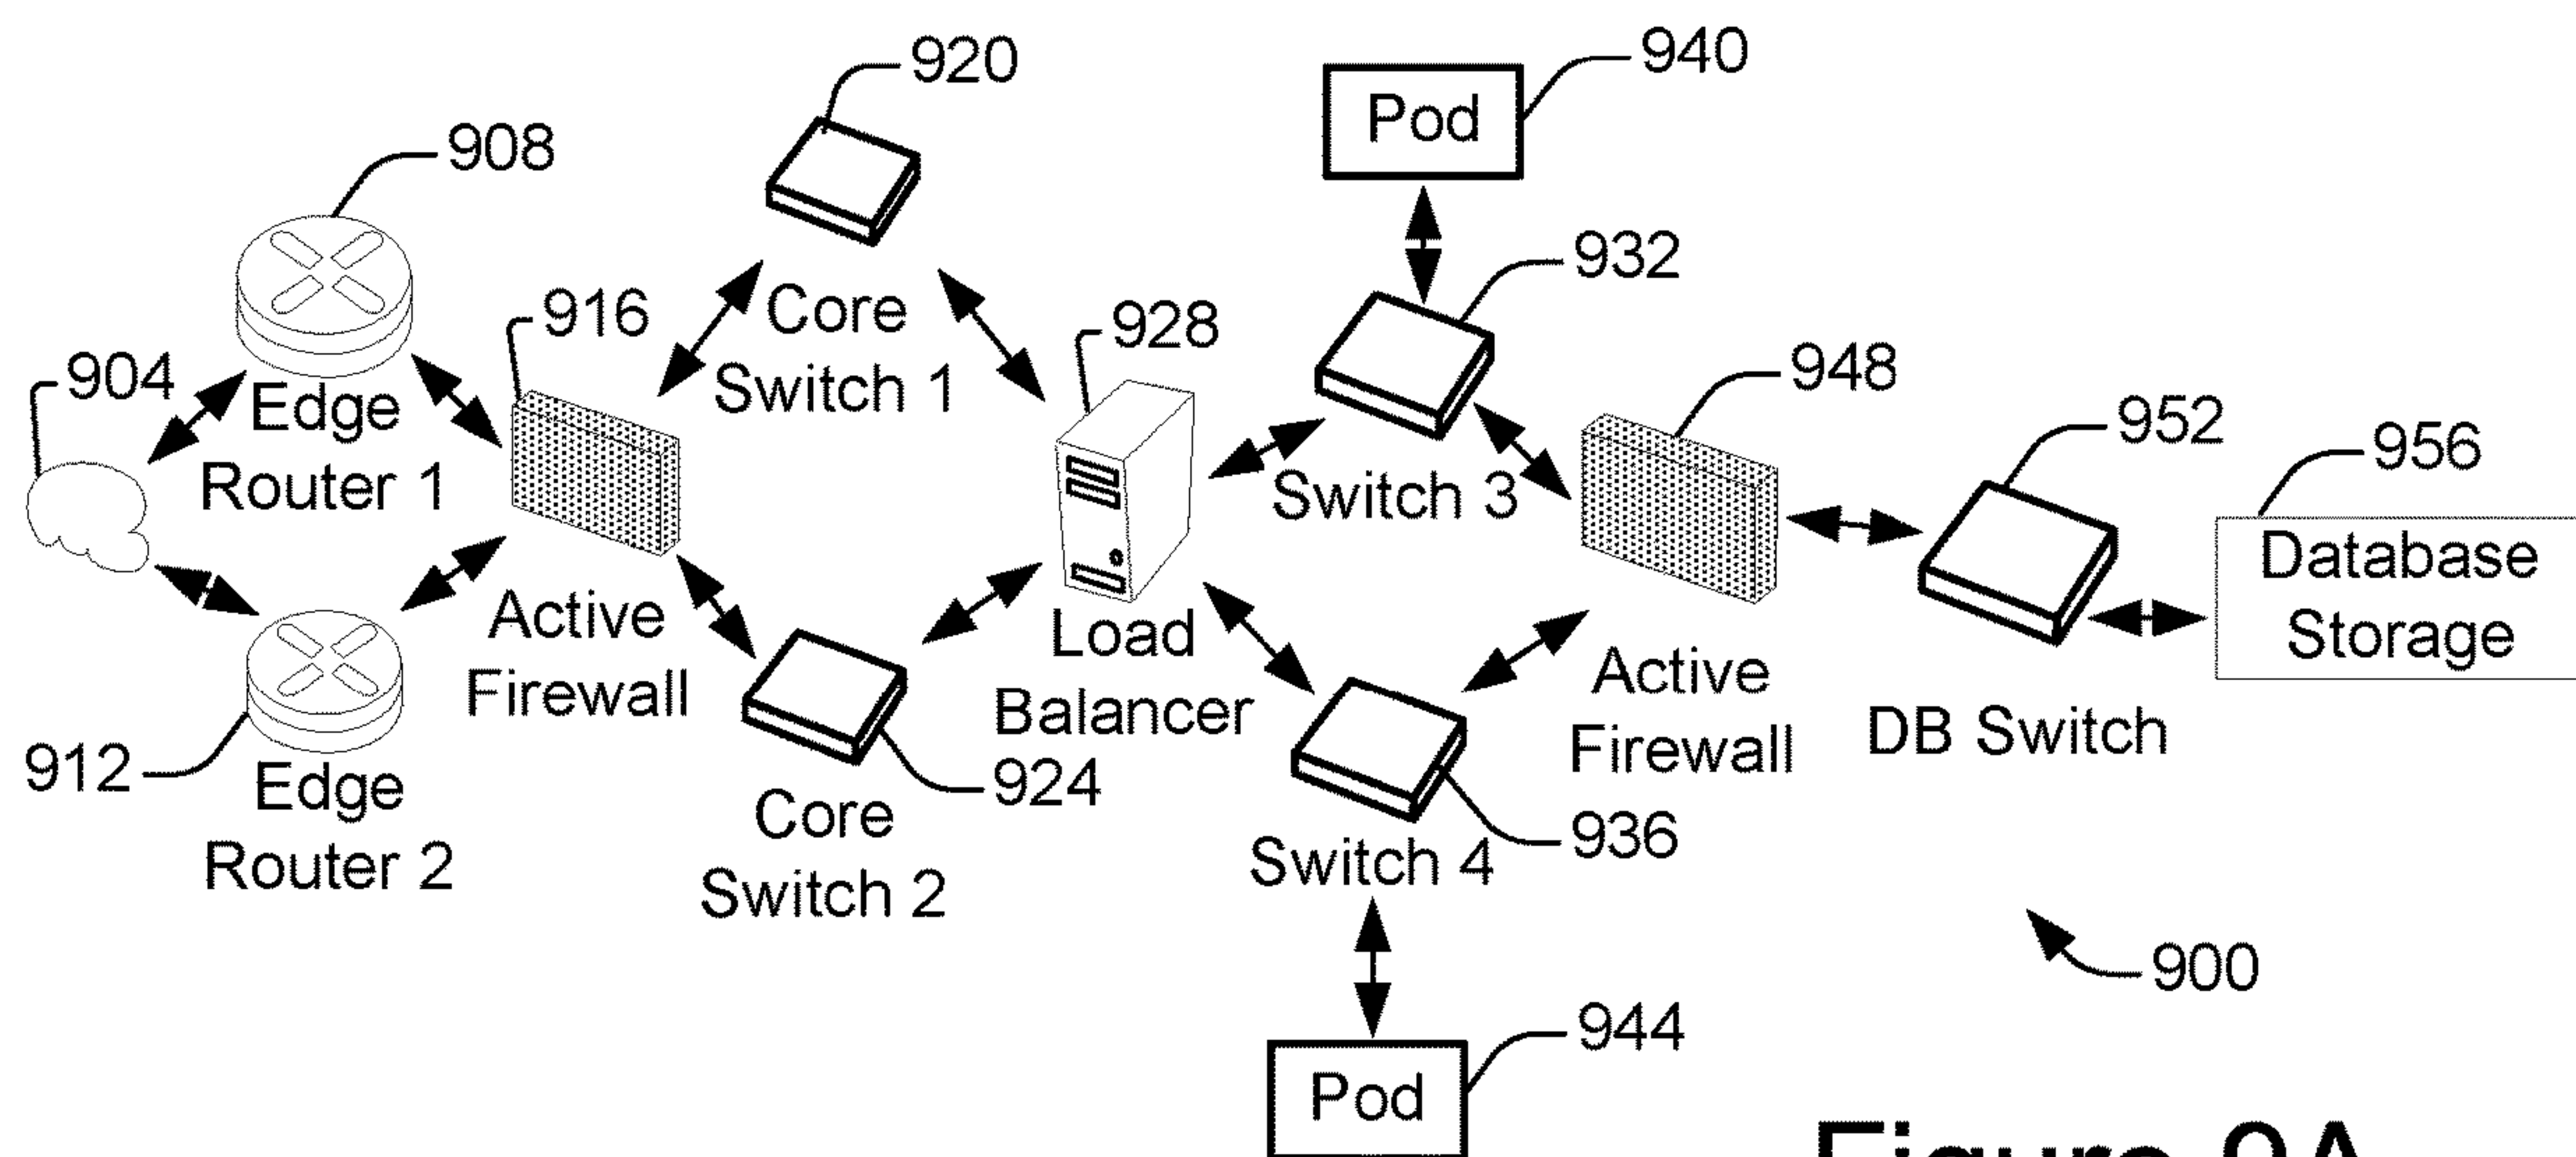 920
940
Pod
908
932
916
Core
Switch 1
928
904
948
Edge
Router 1
952
Switch 3
956
Database
Storage
Active
Firewall
Load
Balancer
Active
Firewall
DB Switch
912
Edge
Router 2
924
Core
Switch 2
936
Switch 4
900
944
Pod
Figure 9A